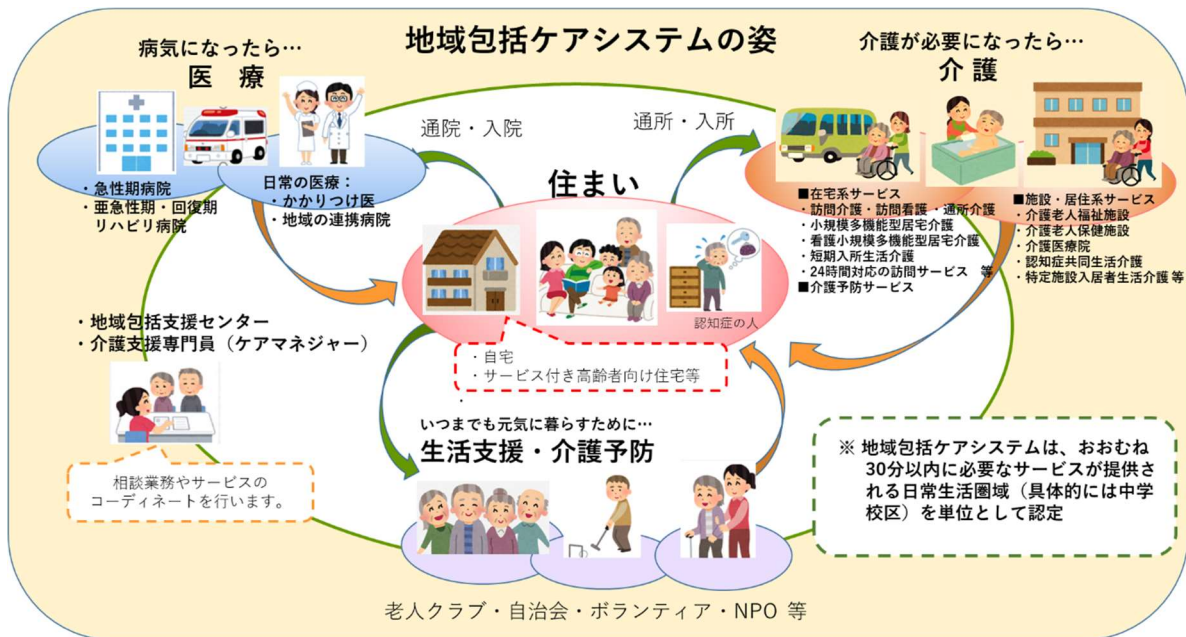 地域包括ケアシステムの姿
病気になったら…
医 療
・急性期病院
・亜急性期・回復期
リハビリ病院
日常の医療：
・かかりつけ医
・地域の連携病院
通院・入院
通所・入所
介護が必要になったら…
介 護
■在宅系サービス
・訪問介護・訪問看護・通所介護
・小規模多機能型居宅介護
・看護小規模多機能型居宅介護
・短期入所生活介護
・24時間対応の訪問サービス 等
■介護予防サービス
■施設・居住系サービス
・介護老人福祉施設
・介護老人保健施設
・介護医療院
・認知症共同生活介護
・特定施設入居者生活介護 等
住まい
認知症の人
・自宅
・サービス付き高齢者向け住宅等
・
・地域包括支援センター
・介護支援専門員（ケアマネジャー）
相談業務やサービスの
コーディネートを行います。
いつまでも元気に暮らすために…
生活支援・介護予防
老人クラブ・自治会・ボランティア・NPO 等
※ 地域包括ケアシステムは、おおむね
30分以内に必要なサービスが提供さ
れる日常生活圏域（具体的には中学
校区）を単位として認定